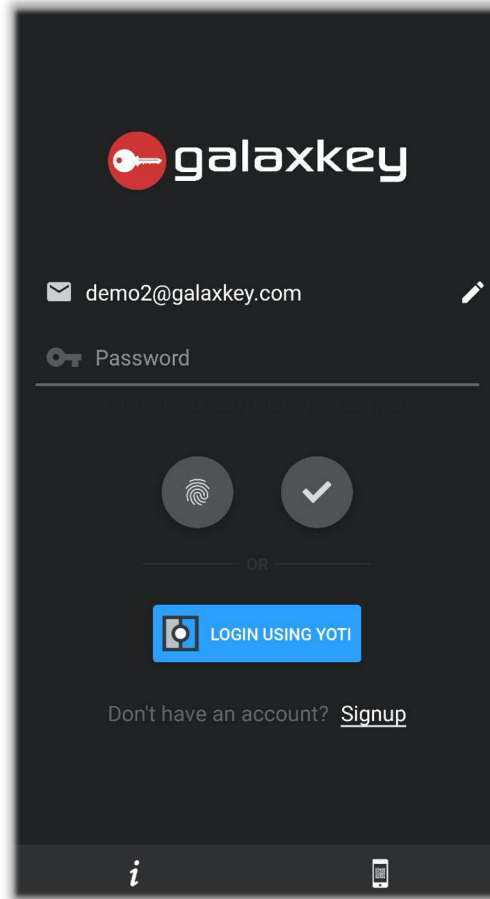 galaxkey
demo2@galaxkey.com
Password
OR
LOGIN USING YOTI
Don't have an account? Signup
i